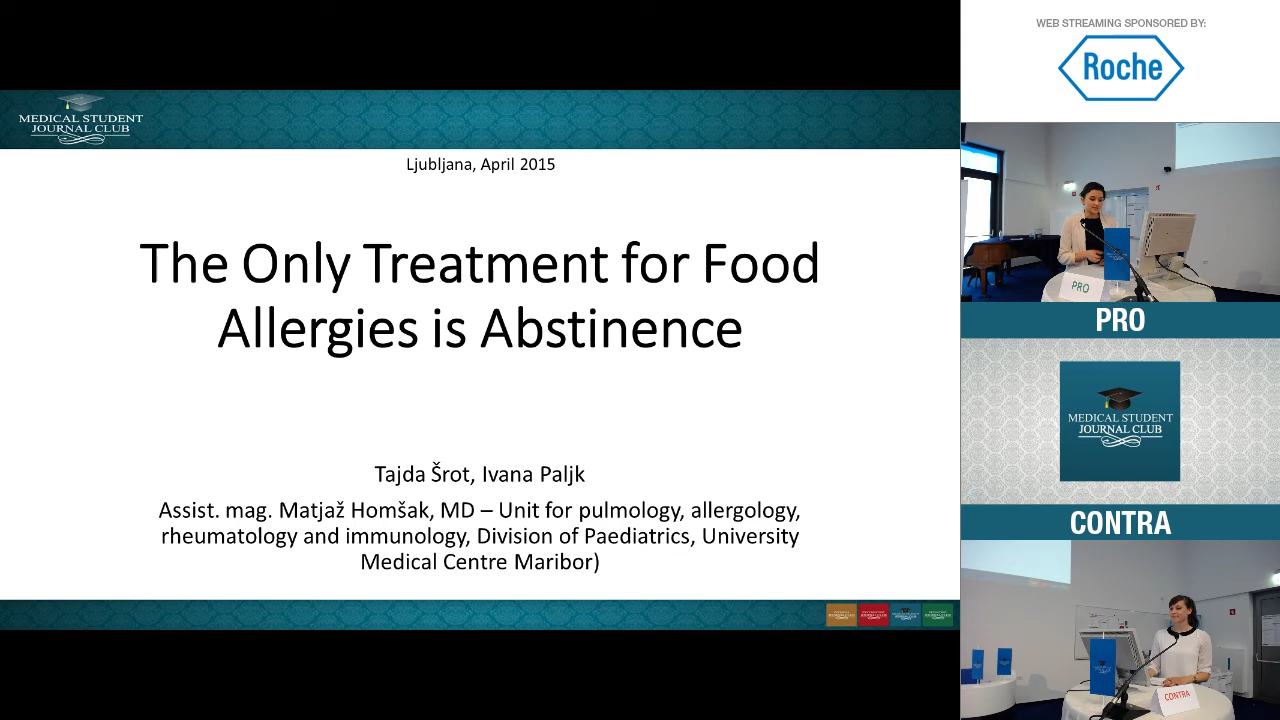 MEDICAL STUDENT
JOURNAL CLUB
Ljubljana, April 2015
The Only Treatment for Food
Allergies is Abstinence
Tajda Šrot, Ivana Paljk
Assist. mag. Matjaž Homšak, MD – Unit for pulmology, allergology,
rheumatology and immunology, Division of Paediatrics, University
Medical Centre Maribor)
WEB STREAMING SPONSORED BY:
Roche
PRO
PRO
MEDICAL STUDENT
JOURNAL CLUB
CONTRA
CONTRA